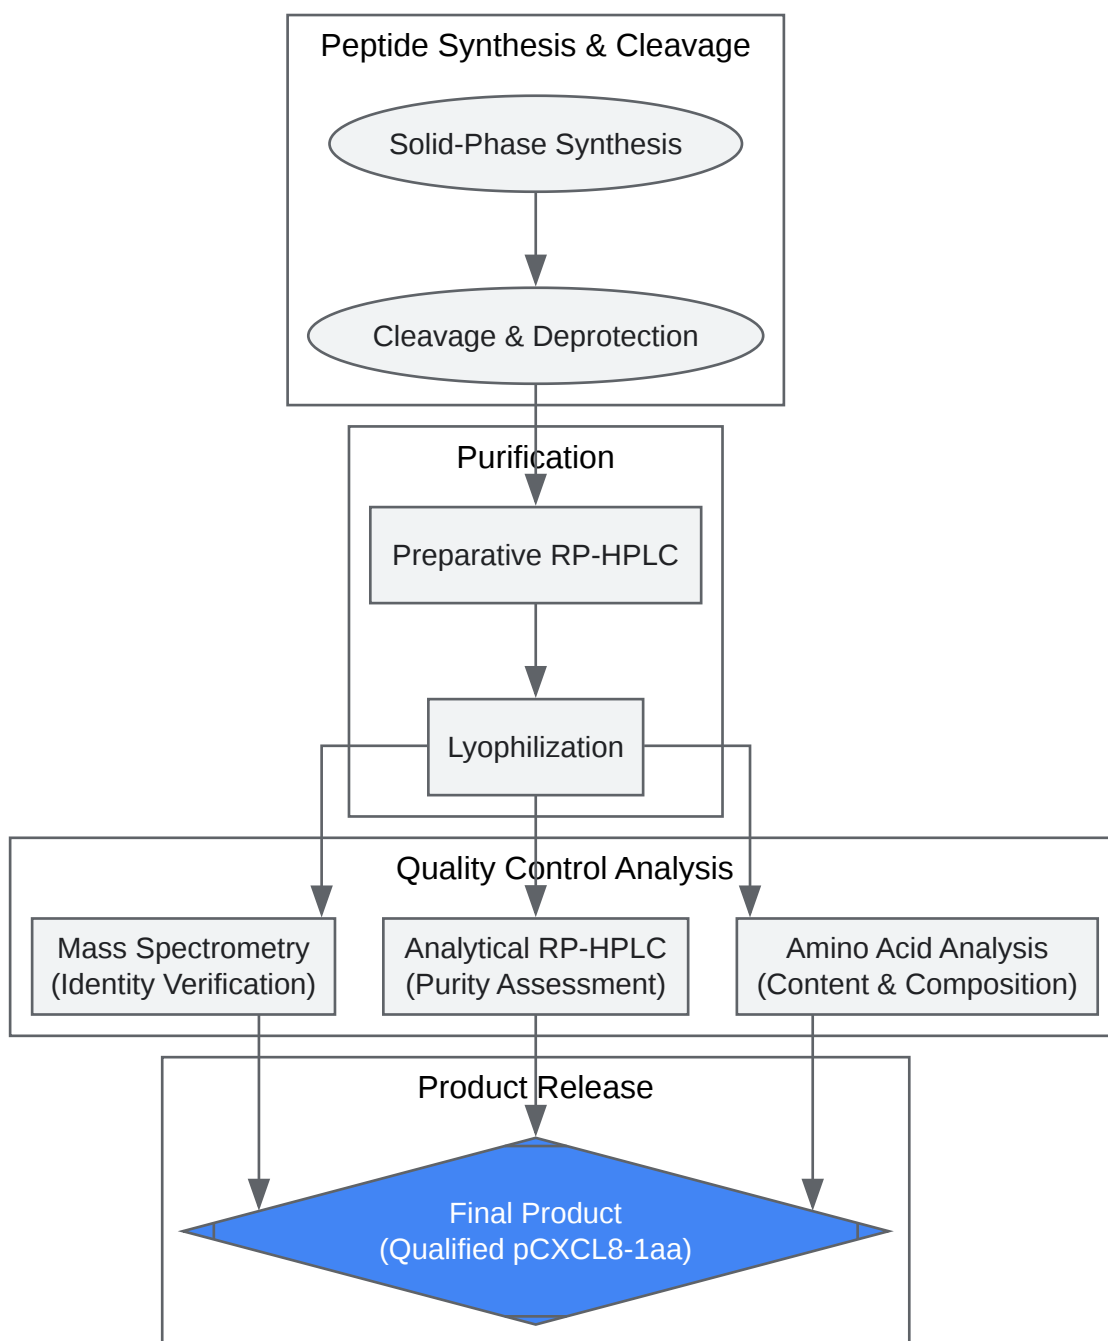 Peptide Synthesis & Cleavage
Solid-Phase Synthesis
Cleavage & Deprotection
Purification
Preparative RP-HPLC
Lyophilization
Quality Control Analysis
Mass Spectrometry
(Identity Verification)
Analytical RP-HPLC
(Purity Assessment)
Amino Acid Analysis
(Content & Composition)
Product Release
Final Product
(Qualified pCXCL8-1aa)